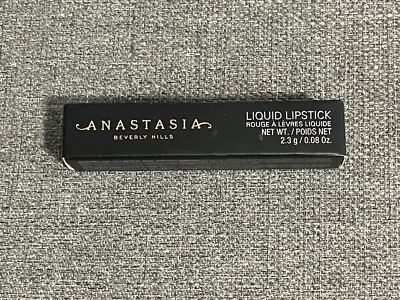 ANASTASIA
BEVERLY HILLS
LIQUID LIPSTICK
ROUGE À LÈVRES LIQUIDE
NET WT. / POIDS NET
2.3 g / 0.08 Oz.